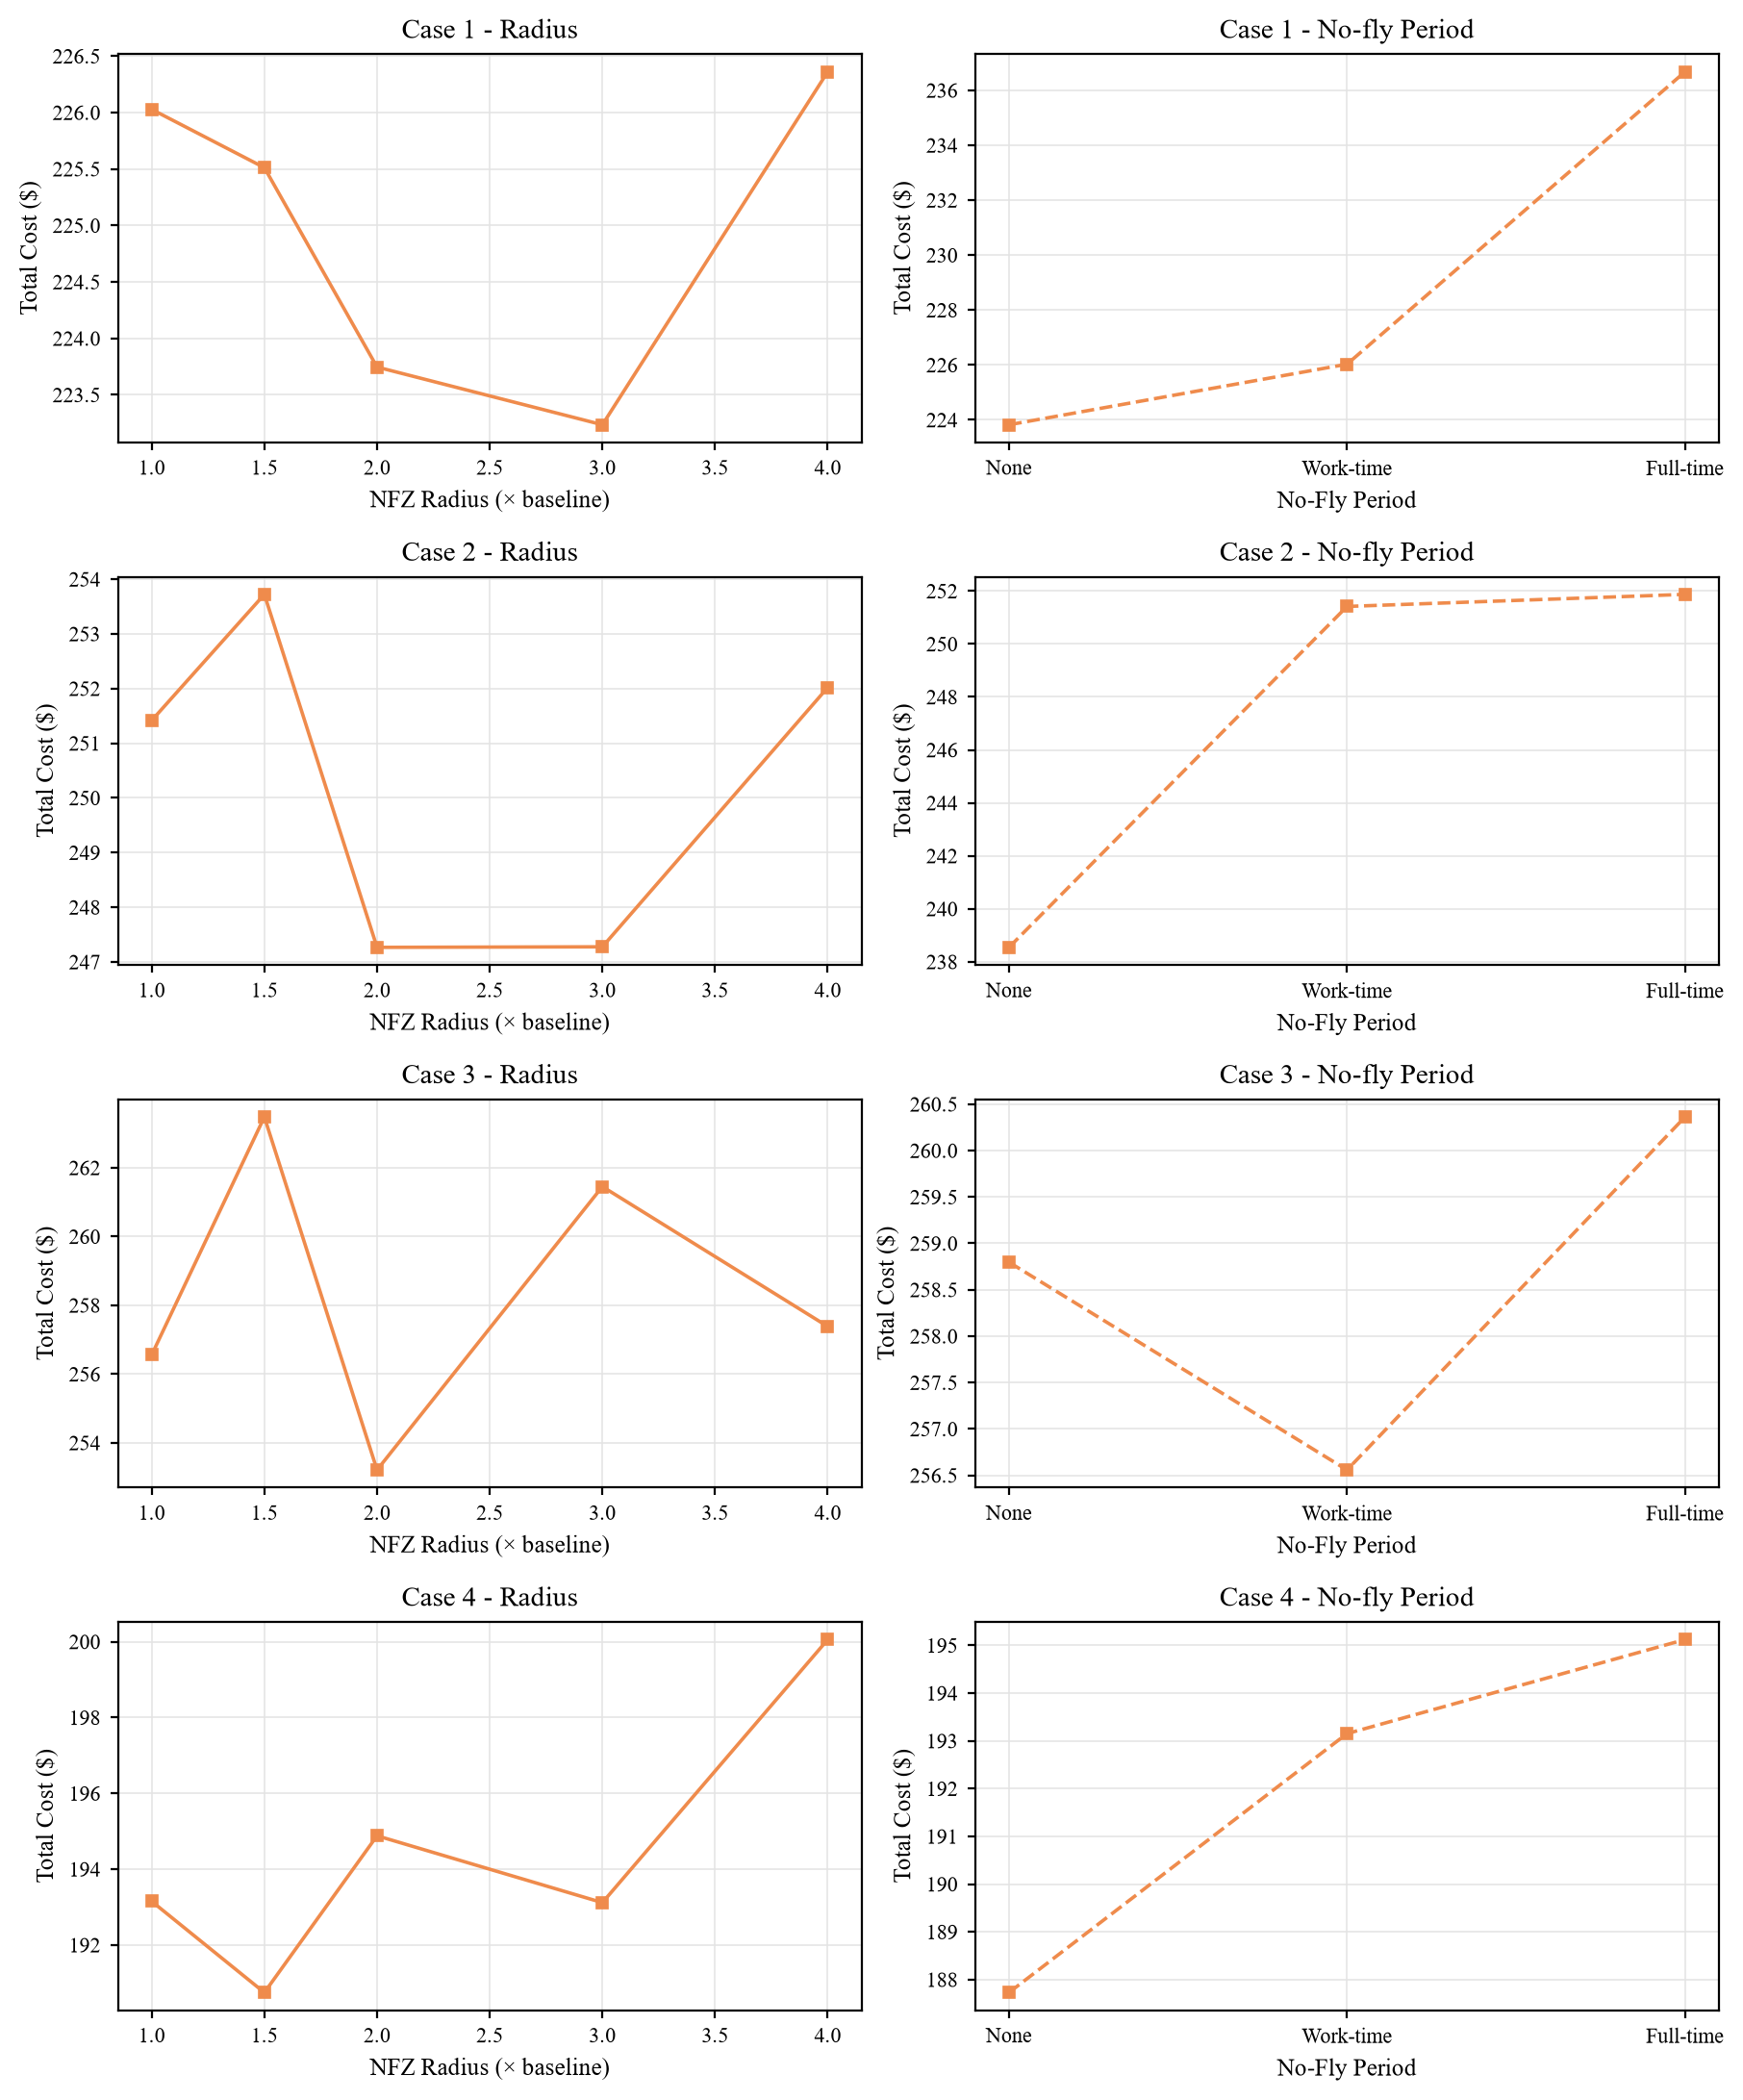 Case 1 - Radius
Total Cost ($)
226.5
226.0
225.5
225.0
224.5
224.0
223.5
1.0 1.5 2.0 2.5 3.0 3.5 4.0
NFZ Radius (× baseline)
Case 1 - No-fly Period
Total Cost ($)
236
234
232
230
228
226
224
None Work-time Full-time
No-Fly Period
Case 2 - Radius
Total Cost ($)
254
253
252
251
250
249
248
247
1.0 1.5 2.0 2.5 3.0 3.5 4.0
NFZ Radius (× baseline)
Case 2 - No-fly Period
Total Cost ($)
252
250
248
246
244
242
240
238
None Work-time Full-time
No-Fly Period
Case 3 - Radius
Total Cost ($)
262
260
258
256
254
1.0 1.5 2.0 2.5 3.0 3.5 4.0
NFZ Radius (× baseline)
Case 3 - No-fly Period
Total Cost ($)
260.5
260.0
259.5
259.0
258.5
258.0
257.5
257.0
256.5
None Work-time Full-time
No-Fly Period
Case 4 - Radius
Total Cost ($)
200
198
196
194
192
1.0 1.5 2.0 2.5 3.0 3.5 4.0
NFZ Radius (× baseline)
Case 4 - No-fly Period
Total Cost ($)
195
194
193
192
191
190
189
188
None Work-time Full-time
No-Fly Period